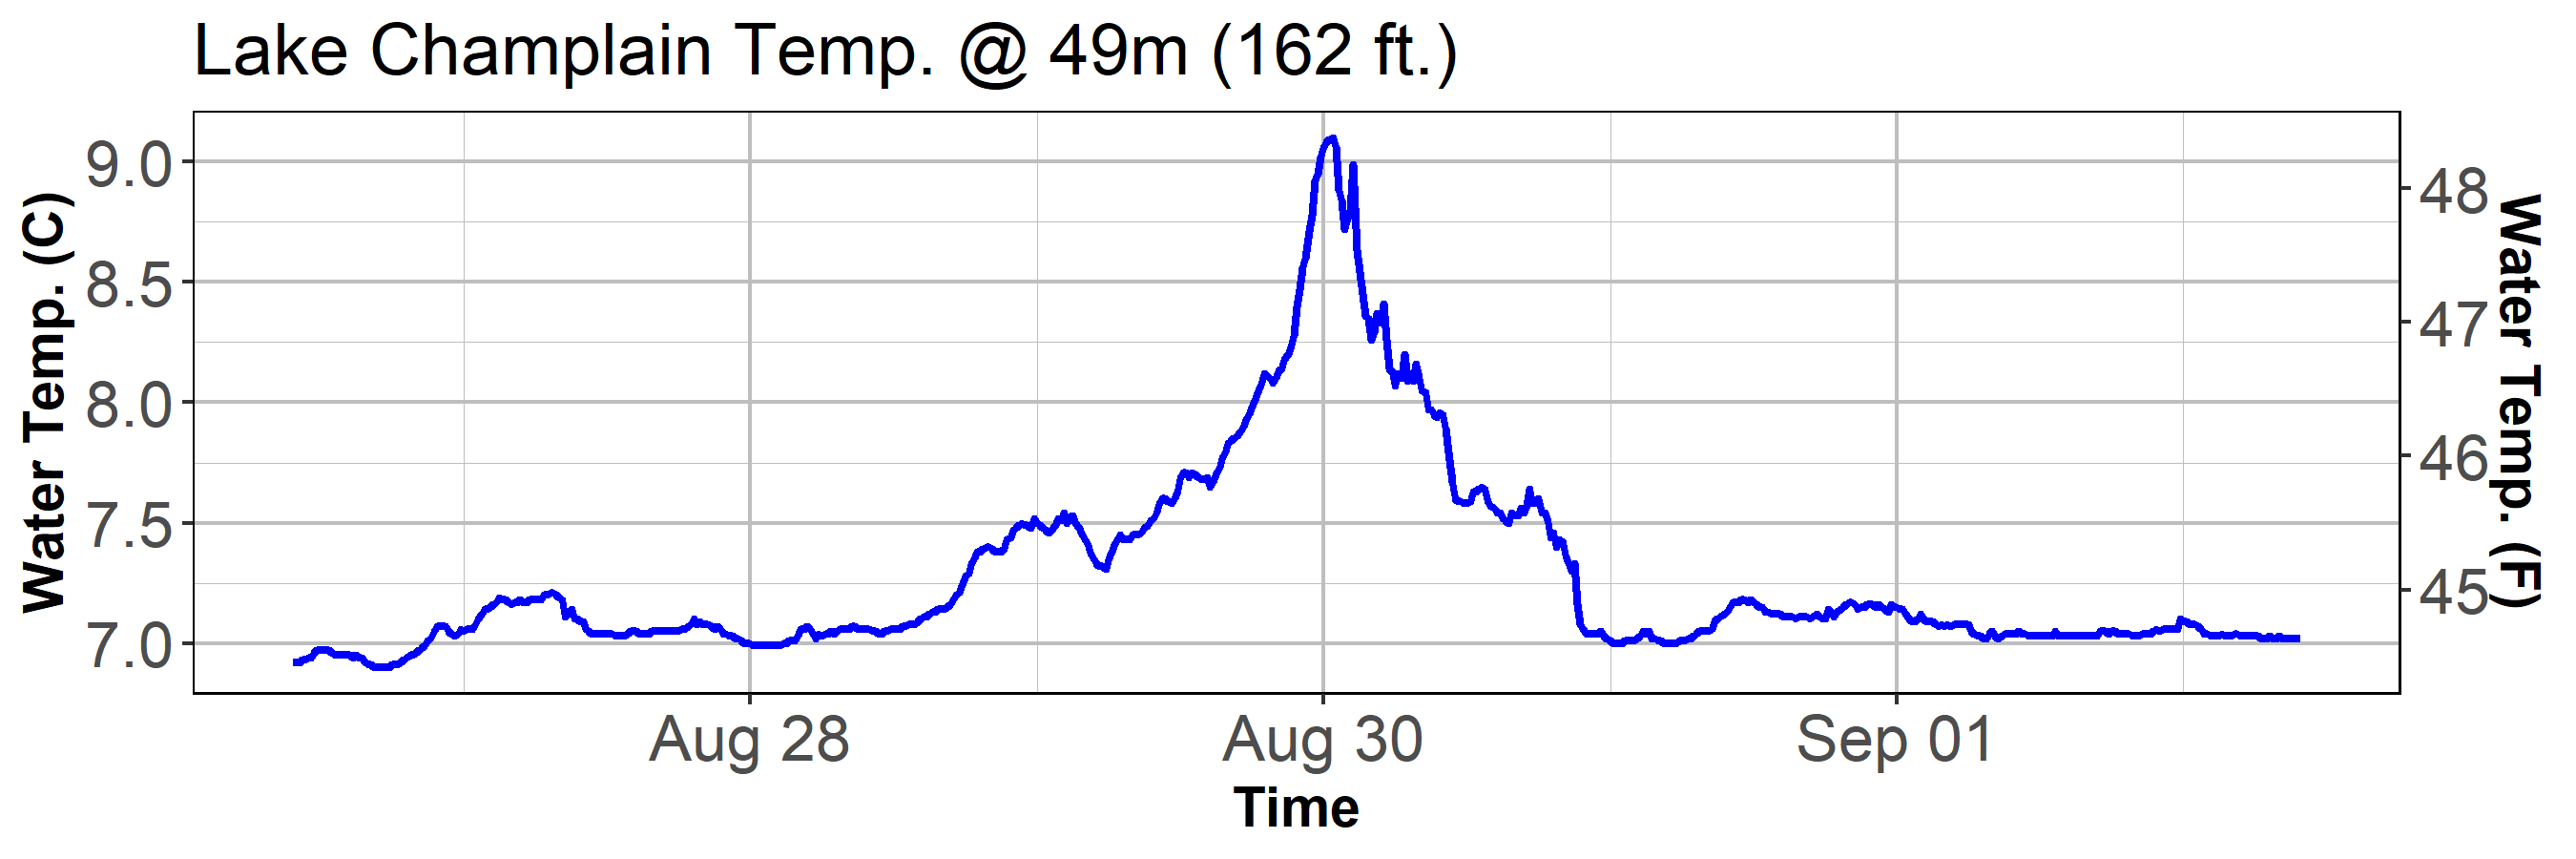 Lake Champlain Temp. @ 49m (162 ft.)
Water Temp. (C)
9.0
8.5
8.0
7.5
7.0
48
47
46
45
Water Temp. (F)
Aug 28 Aug 30 Sep 01
Time